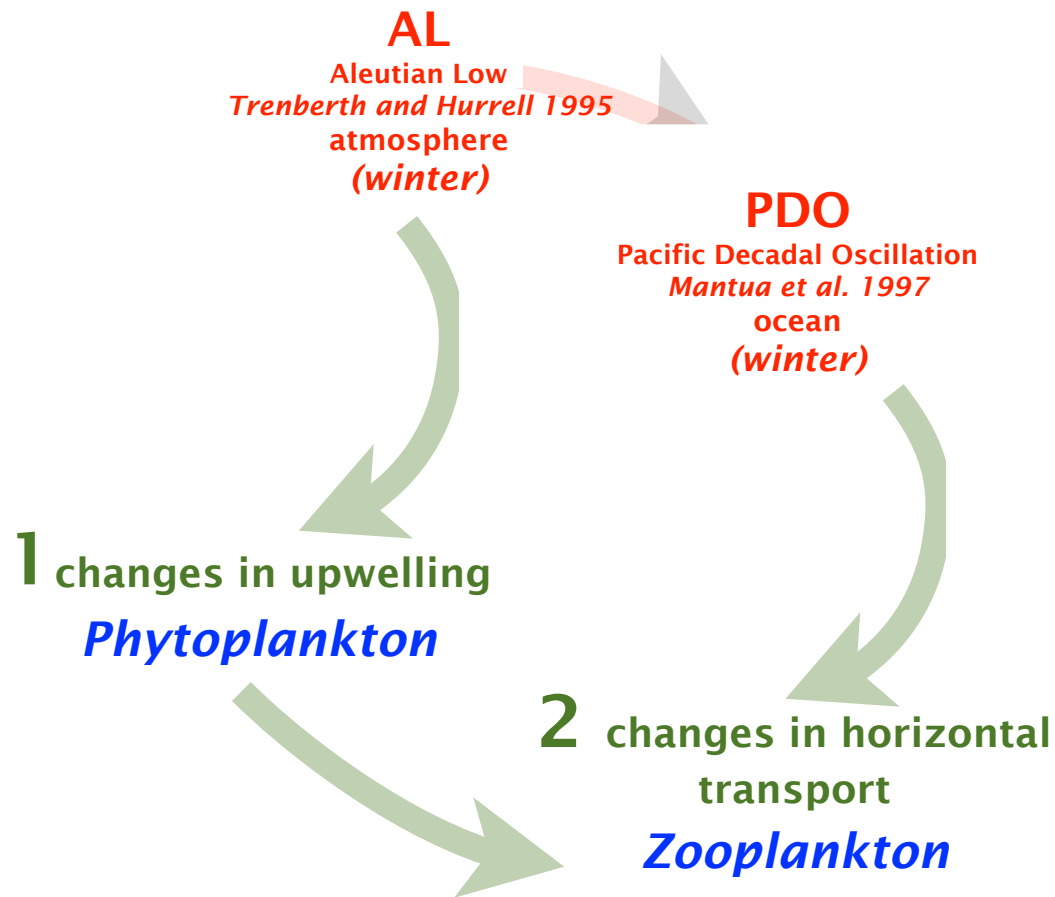 AL
Aleutian Low
Trenberth and Hurrell 1995
atmosphere
(winter)
PDO
Pacific Decadal Oscillation
Mantua et al. 1997
ocean
(winter)
1 changes in upwelling
Phytoplankton
2 changes in horizontal
transport
Zooplankton